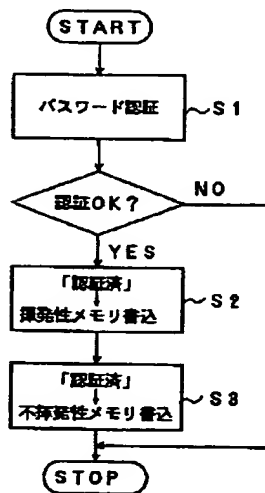 START
パスワード認証
S1
認証OK?
NO
YES
「認証済」
揮発性メモリ書込
S2
「認証済」
不揮発性メモリ書込
S3
STOP